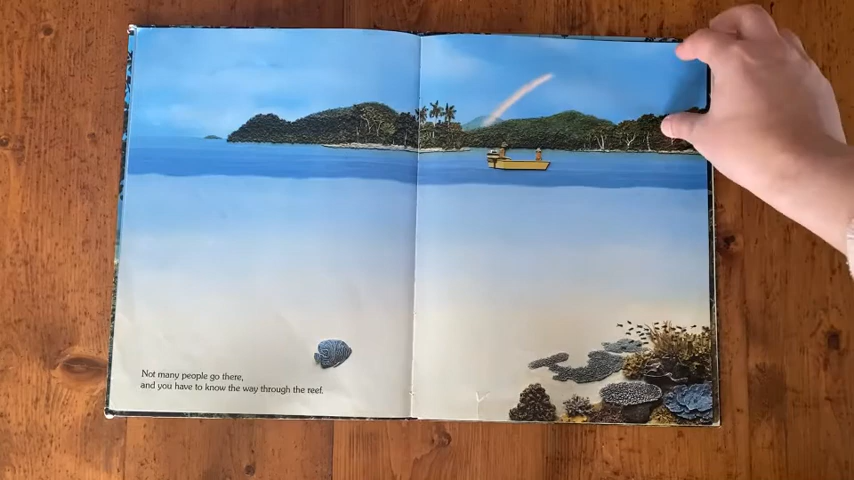 Not many people go there,
and you have to know the way through the reef.